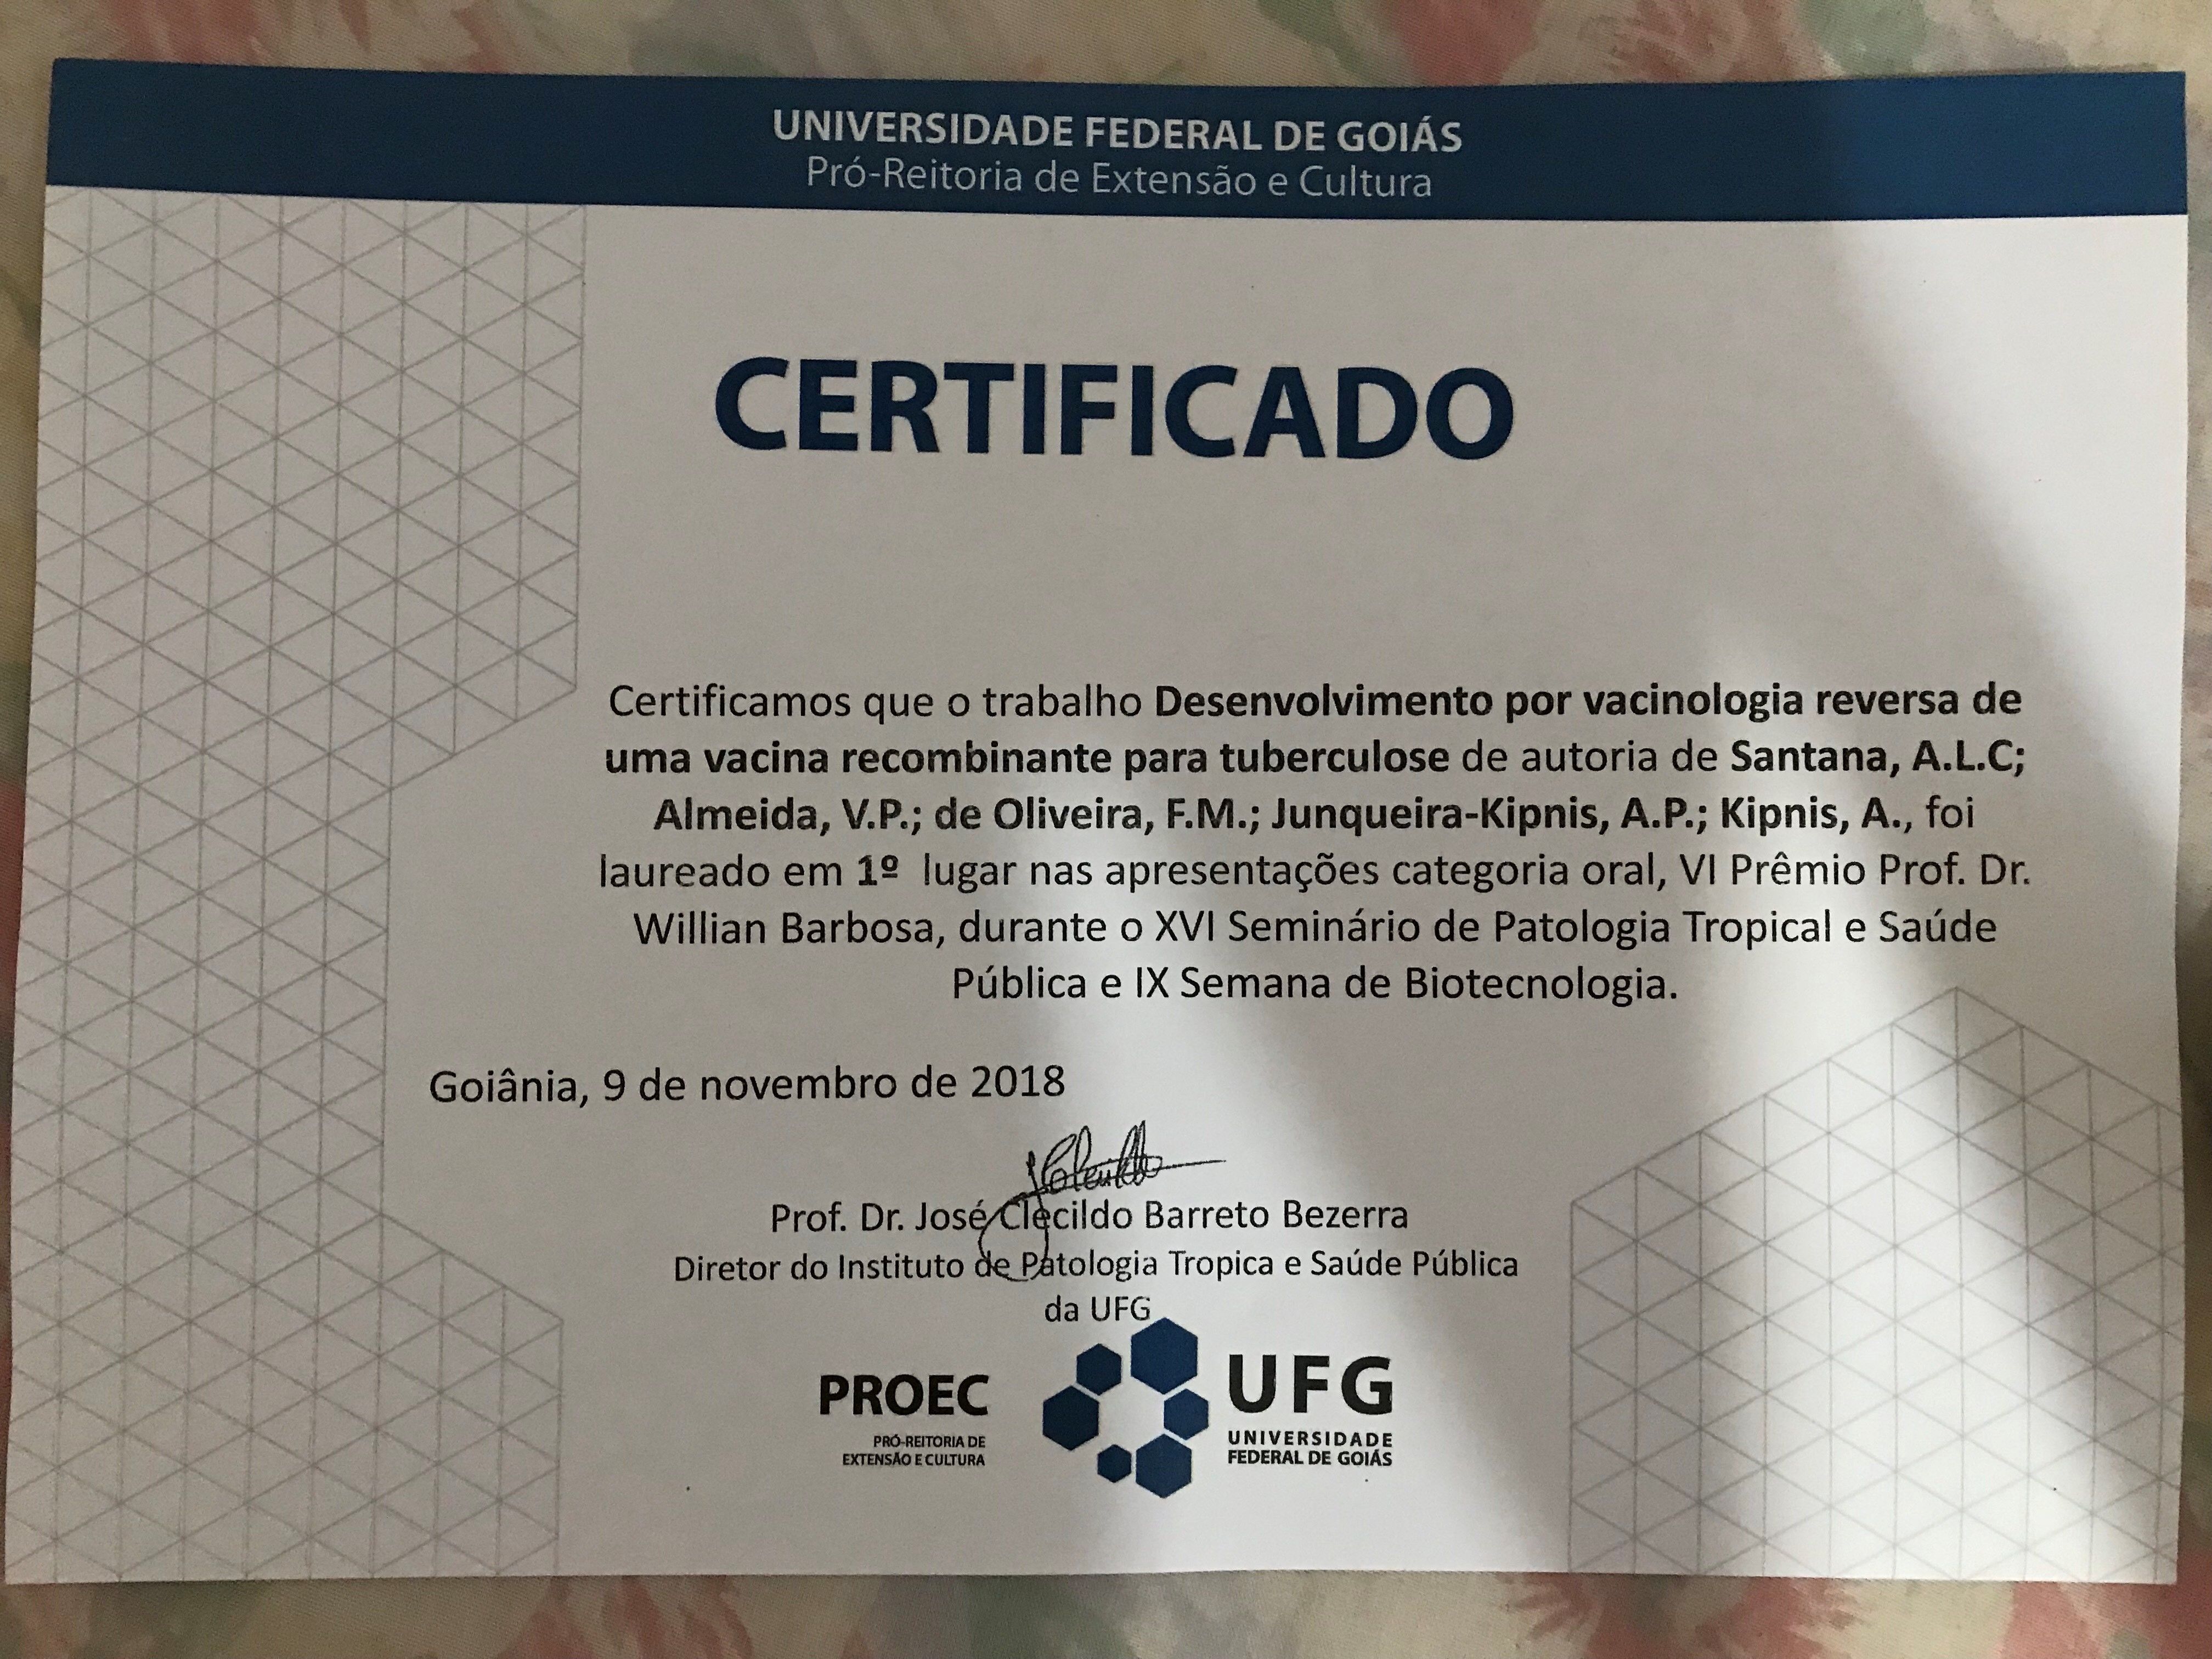 UNIVERSIDADE FEDERAL DE GOIÁS
Pró-Reitoria de Extensão e Cultura
CERTIFICADO
Certificamos que o trabalho Desenvolvimento por vacinologia reversa de
uma vacina recombinante para tuberculose de autoria de Santana, A.L.C;
Almeida, V.P.; de Oliveira, F.M.; Junqueira-Kipnis, A.P.; Kipnis, A., foi
laureado em 1º lugar nas apresentações categoria oral, VI Prêmio Prof. Dr.
Willian Barbosa, durante o XVI Seminário de Patologia Tropical e Saúde
Pública e IX Semana de Biotecnologia.
Goiânia, 9 de novembro de 2018
Prof. Dr. José Clecildo Barreto Bezerra
Diretor do Instituto de Patologia Tropica e Saúde Pública
da UFG
PROEC
PRÓ-REITORIA DE
EXTENSÃO E CULTURA
UFG
UNIVERSIDADE
FEDERAL DE GOIÁS